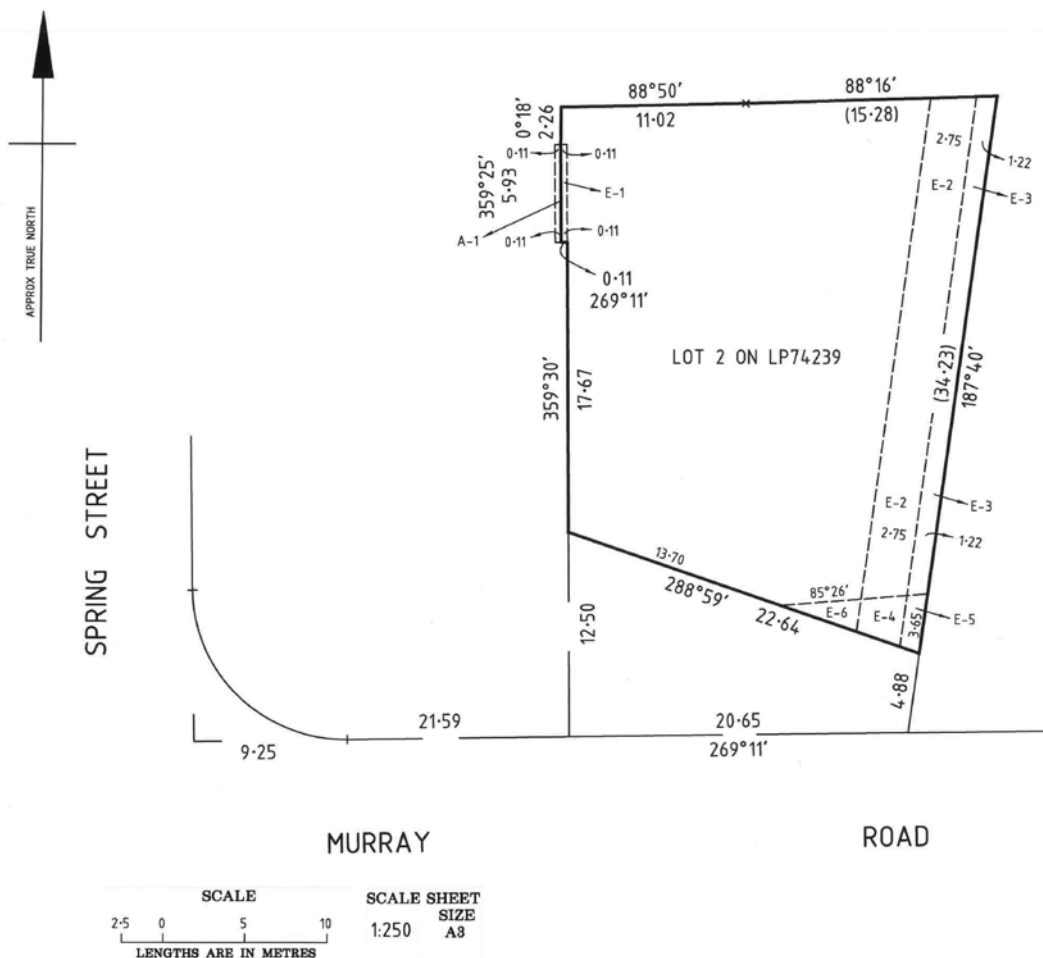 APPROX TRUE NORTH
88°50′
11·02
88°16′
(15·28)
0°18′
2·26
0·11
0·11
2·75
1·22
E-2
E-3
359°25′
5·93
E-1
A-1
0·11
0·11
0·11
269°11′
LOT 2 ON LP74239
(34·23)
187°40′
359°30′
17·67
E-2
E-3
2·75
1·22
13·70
288°59′
22·64
85°26′
E-6
E-4
3·65
E-5
SPRING STREET
12·50
4·88
21·59
20·65
9·25
269°11′
MURRAY ROAD
SCALE
2·5 0 5 10
LENGTHS ARE IN METRES
SCALE
1:250
SHEET
SIZE
A3